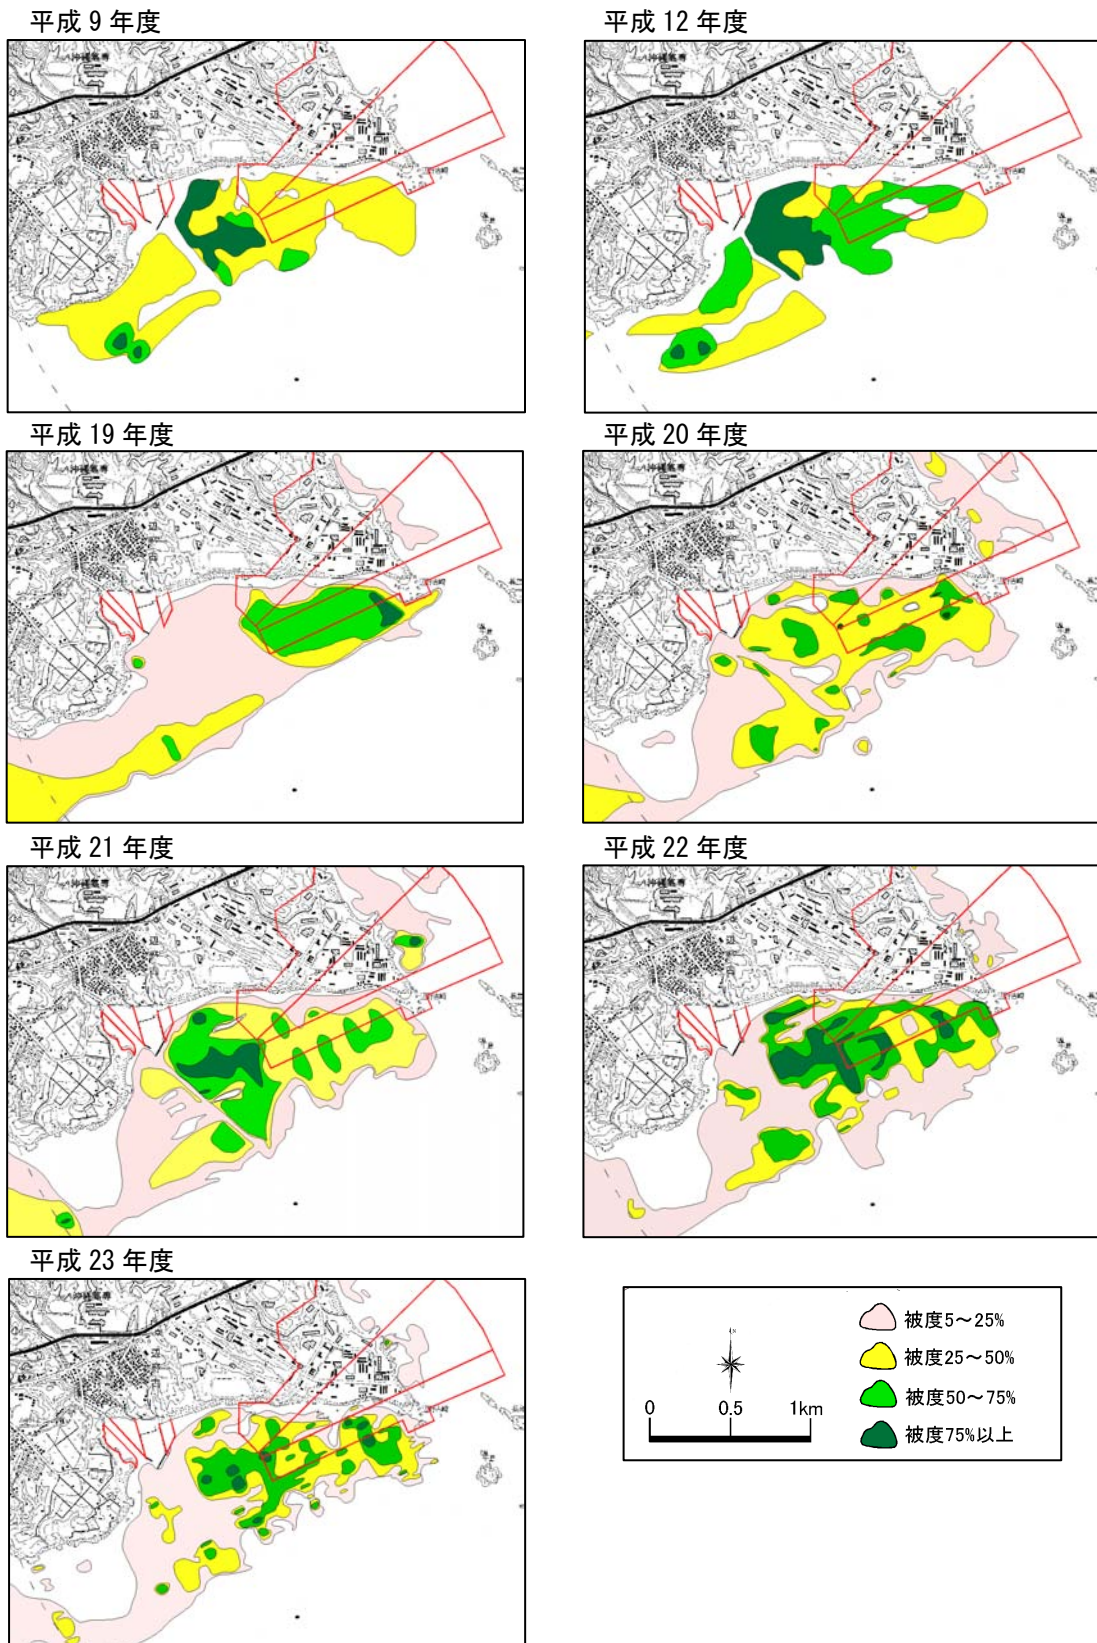 平成 9 年度
平成 12 年度
平成 19 年度
平成 20 年度
平成 21 年度
平成 22 年度
平成 23 年度
被度5～25%
被度25～50%
被度50～75%
被度75%以上
0 0.5 1km